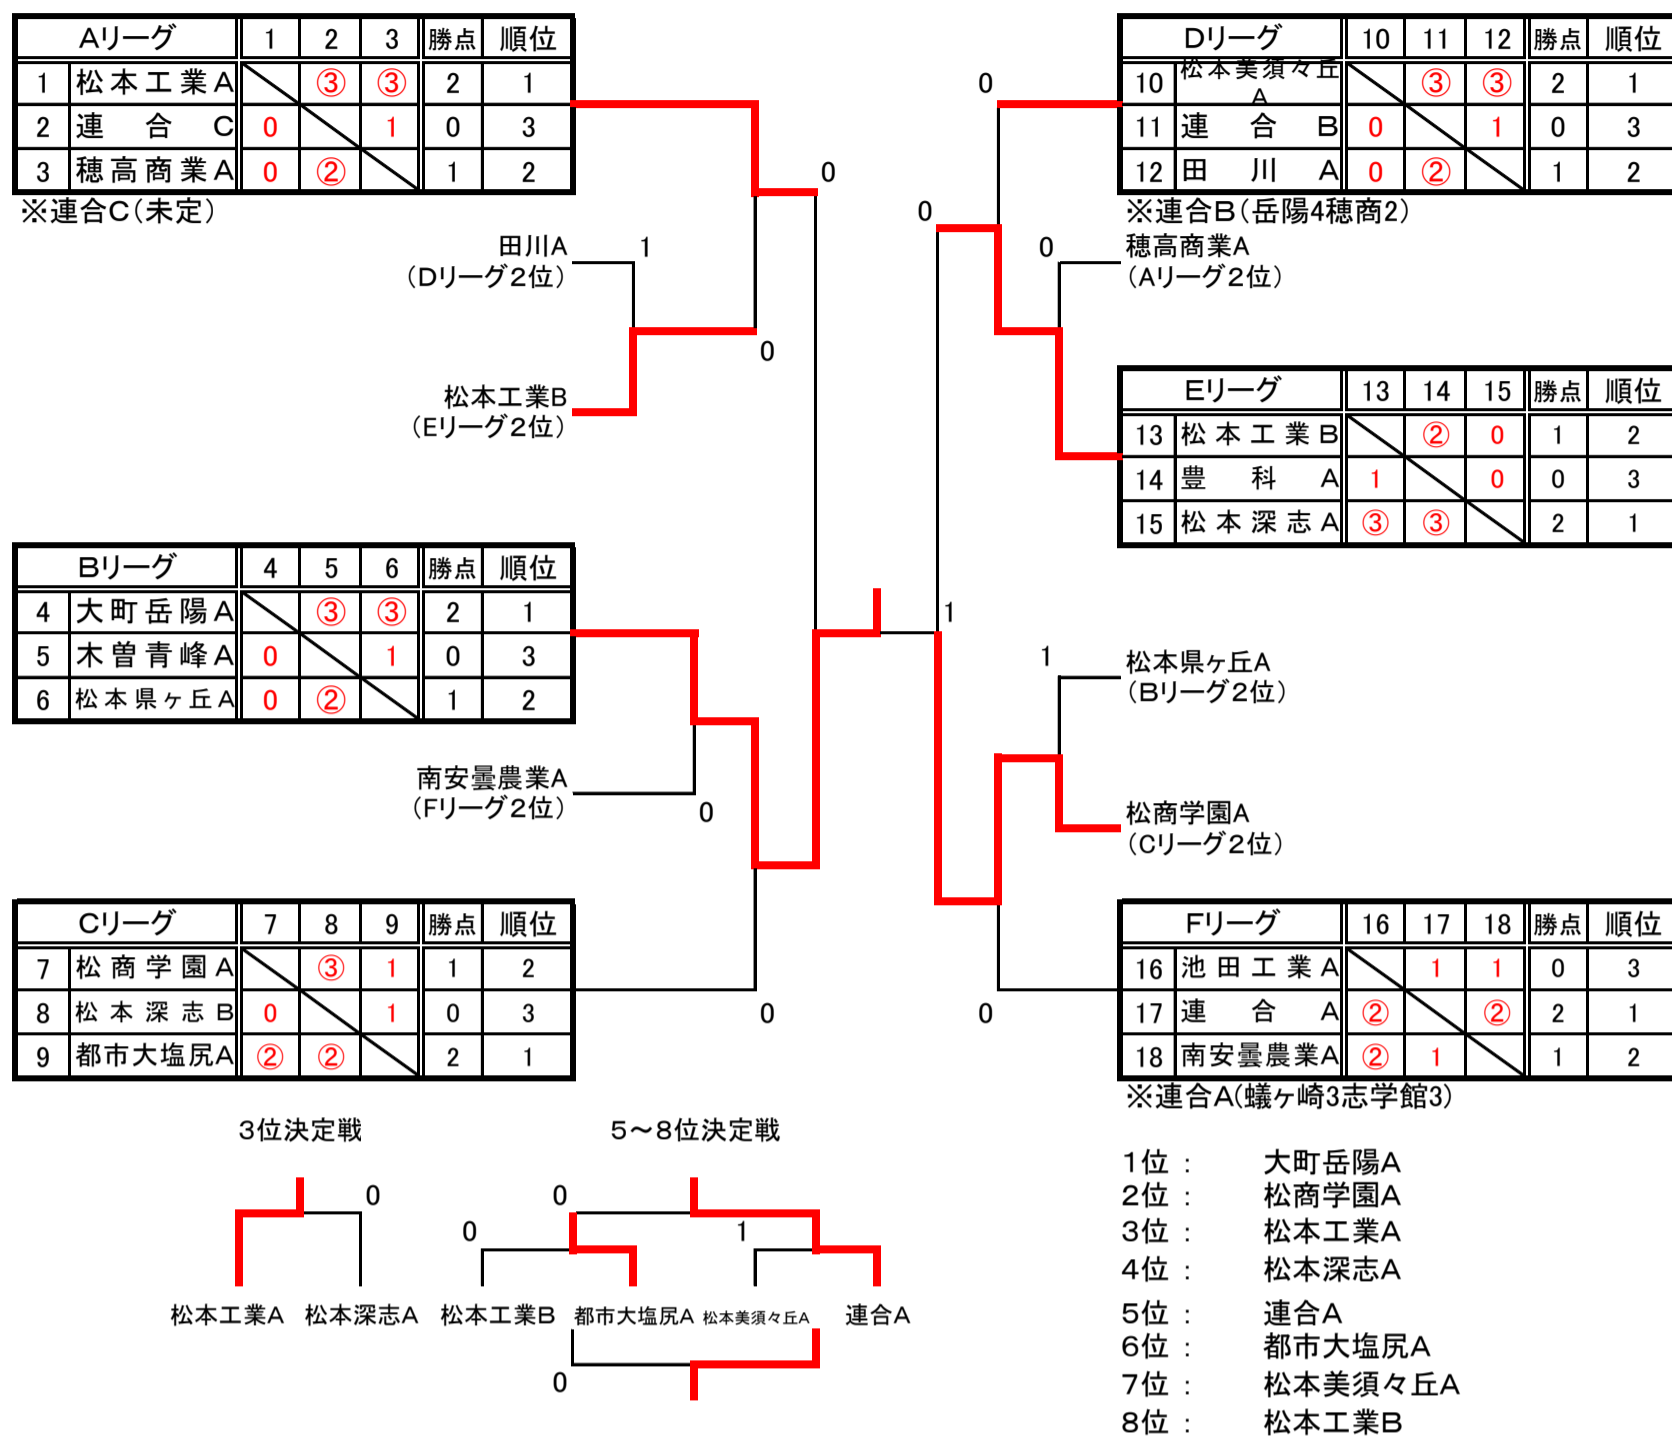 Aリーグ 1 2 3 勝点 順位
1 松本工業A ③ ③ 2 1
2 連合C 0 1 0 3
3 穂高商業A 0 ② 1 2
※連合C(未定)
田川A 1
(Dリーグ2位)
0
0
松本工業B
(Eリーグ2位)
Bリーグ 4 5 6 勝点 順位
4 大町岳陽A ③ ③ 2 1
5 木曽青峰A 0 1 0 3
6 松本県ヶ丘A 0 ② 1 2
南安曇農業A
(Fリーグ2位)
0
Cリーグ 7 8 9 勝点 順位
7 松商学園A ③ 1 1 2
8 松本深志B 0 1 0 3
9 都市大塩尻A ② ② 2 1
0
0
Dリーグ 10 11 12 勝点 順位
10 松本美須々丘A ③ ③ 2 1
11 連合B 0 1 0 3
12 田川A 0 ② 1 2
※連合B(岳陽4穂商2)
0
0
穂高商業A
(Aリーグ2位)
Eリーグ 13 14 15 勝点 順位
13 松本工業B ② 0 1 2
14 豊科A 1 0 0 3
15 松本深志A ③ ③ 2 1
1
1
松本県ヶ丘A
(Bリーグ2位)
松商学園A
(Cリーグ2位)
Fリーグ 16 17 18 勝点 順位
16 池田工業A 1 1 0 3
17 連合A ② ② 2 1
18 南安曇農業A ② 1 1 2
0
※連合A(蟻ヶ崎3志学館3)
3位決定戦
0
松本工業A 松本深志A
5～8位決定戦
0
0 1
松本工業B 都市大塩尻A 松本美須々丘A 連合A
0
1位： 大町岳陽A
2位： 松商学園A
3位： 松本工業A
4位： 松本深志A
5位： 連合A
6位： 都市大塩尻A
7位： 松本美須々丘A
8位： 松本工業B